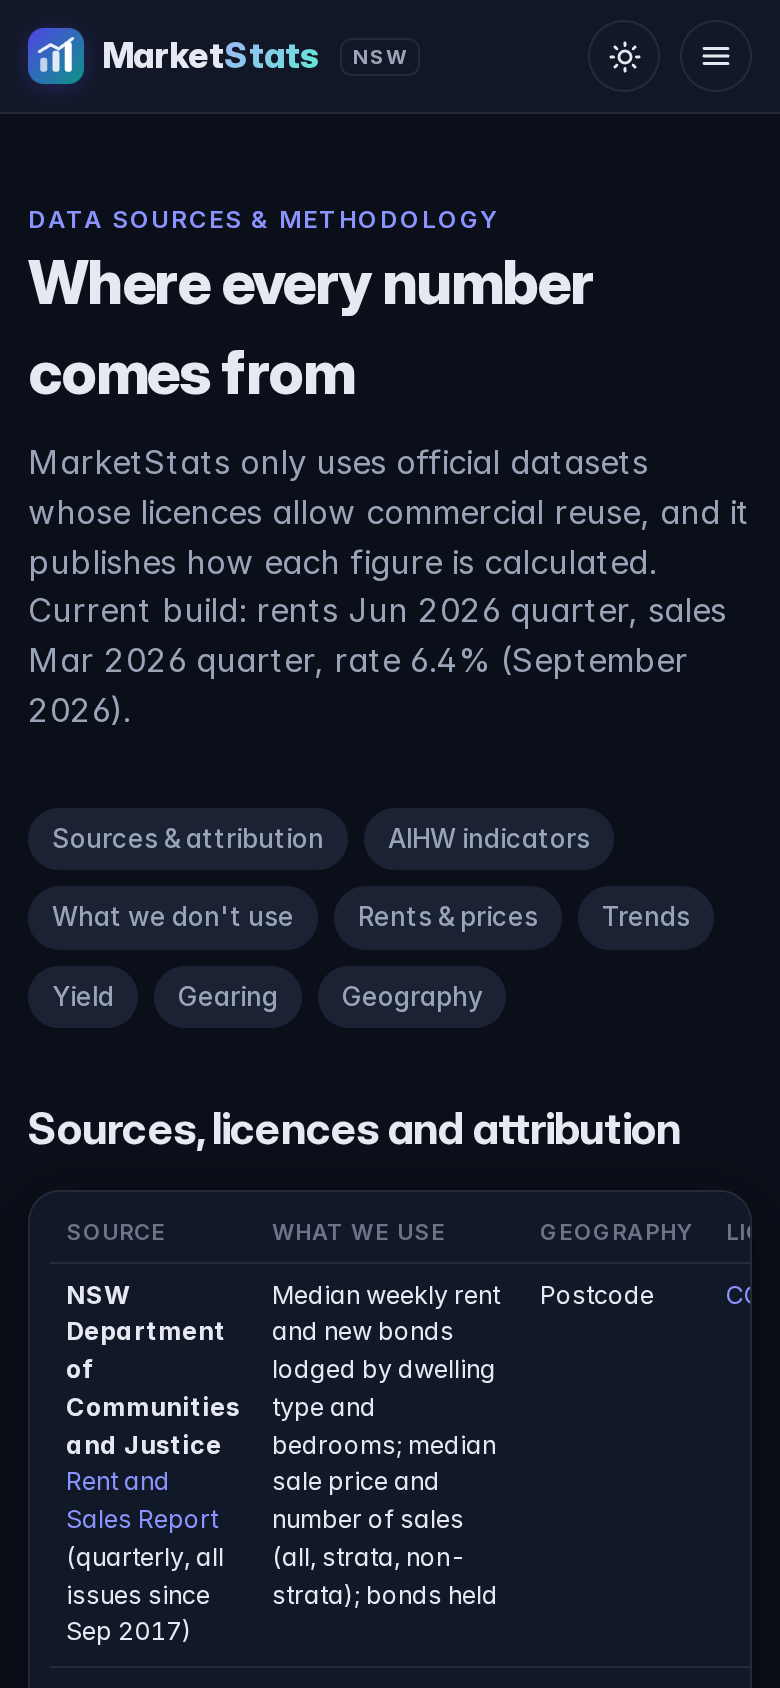 MarketStats NSW
DATA SOURCES & METHODOLOGY
Where every number
comes from
MarketStats only uses official datasets
whose licences allow commercial reuse, and it
publishes how each figure is calculated.
Current build: rents Jun 2026 quarter, sales
Mar 2026 quarter, rate 6.4% (September
2026).
Sources & attribution AIHW indicators
What we don't use Rents & prices Trends
Yield Gearing Geography
Sources, licences and attribution
SOURCE WHAT WE USE GEOGRAPHY
NSW Median weekly rent Postcode
Department and new bonds
of lodged by dwelling
Communities type and
and Justice bedrooms; median
Rent and sale price and
Sales Report number of sales
(quarterly, all (all, strata, non-
issues since strata); bonds held
Sep 2017)